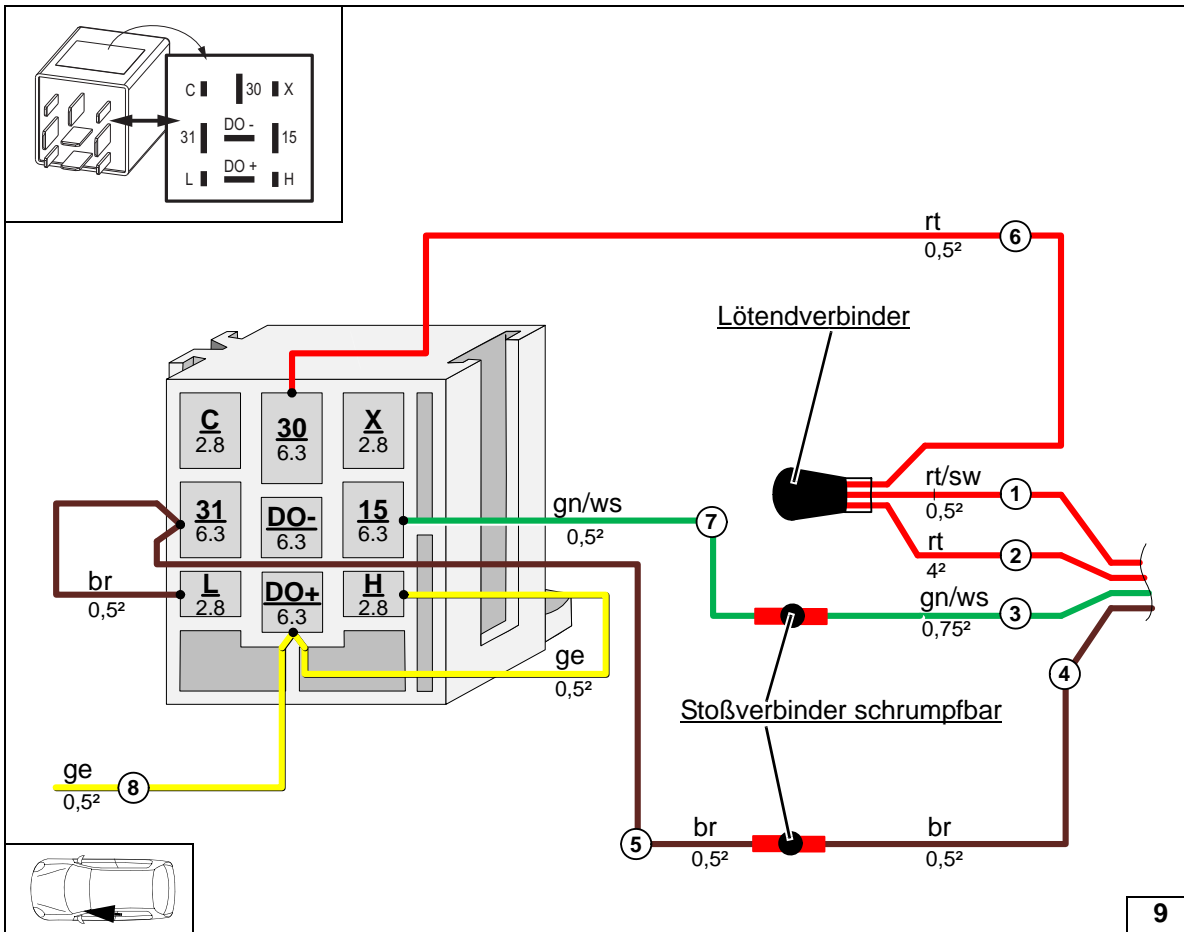 C 30 X
31 DO - 15
L DO + H
rt 6
0,5²
Lötendverbinder
C 30 X
2.8 6.3 2.8
rt/sw 1
0,5²
31 DO- 15
6.3 6.3 6.3
gn/ws 7
0,5²
rt 2
4²
br
0,5²
L DO+ H
2.8 6.3 2.8
gn/ws 3
0,75²
ge
0,5²
4
Stoßverbinder schrumpfbar
ge 8
0,5²
5 br br
0,5² 0,5²
9